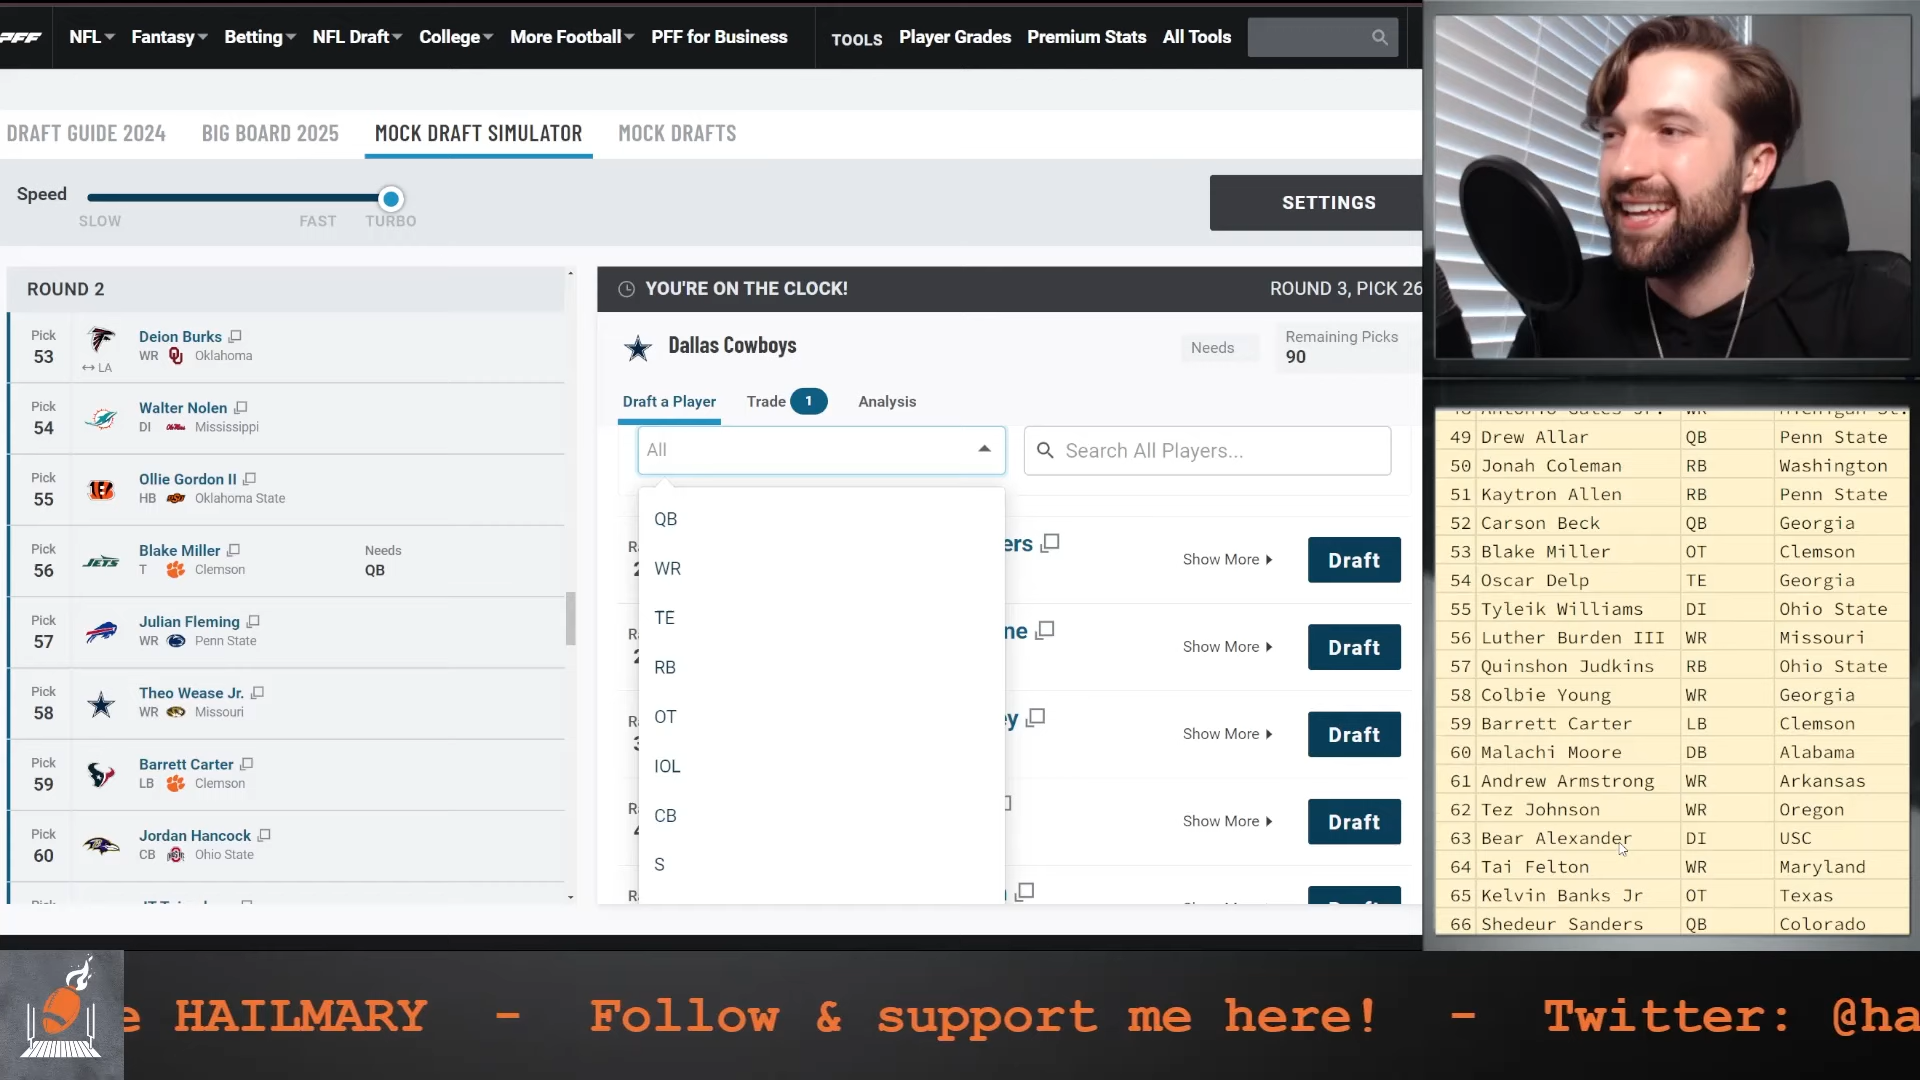 PFF NFL Fantasy Betting NFL Draft College More Football PFF for Business TOOLS Player Grades Premium Stats All Tools
DRAFT GUIDE 2024 BIG BOARD 2025 MOCK DRAFT SIMULATOR MOCK DRAFTS
Speed
SLOW FAST TURBO
SETTINGS
ROUND 2
Pick 53 Deion Burks
WR Oklahoma
↔ LA
Pick 54 Walter Nolen
DI Mississippi
Pick 55 Ollie Gordon II
HB Oklahoma State
Pick 56 Blake Miller Needs
T Clemson QB
Pick 57 Julian Fleming
WR Penn State
Pick 58 Theo Wease Jr.
WR Missouri
Pick 59 Barrett Carter
LB Clemson
Pick 60 Jordan Hancock
CB Ohio State
YOU'RE ON THE CLOCK! ROUND 3, PICK 26
Dallas Cowboys Needs Remaining Picks
90
Draft a Player Trade 1 Analysis
All Search All Players...
QB
WR
TE
RB
OT
IOL
CB
S
ers Show More Draft
ne Show More Draft
y Show More Draft
Show More Draft
49 Drew Allar QB Penn State
50 Jonah Coleman RB Washington
51 Kaytron Allen RB Penn State
52 Carson Beck QB Georgia
53 Blake Miller OT Clemson
54 Oscar Delp TE Georgia
55 Tyleik Williams DI Ohio State
56 Luther Burden III WR Missouri
57 Quinshon Judkins RB Ohio State
58 Colbie Young WR Georgia
59 Barrett Carter LB Clemson
60 Malachi Moore DB Alabama
61 Andrew Armstrong WR Arkansas
62 Tez Johnson WR Oregon
63 Bear Alexander DI USC
64 Tai Felton WR Maryland
65 Kelvin Banks Jr OT Texas
66 Shedeur Sanders QB Colorado
e HAILMARY - Follow & support me here! - Twitter: @ha